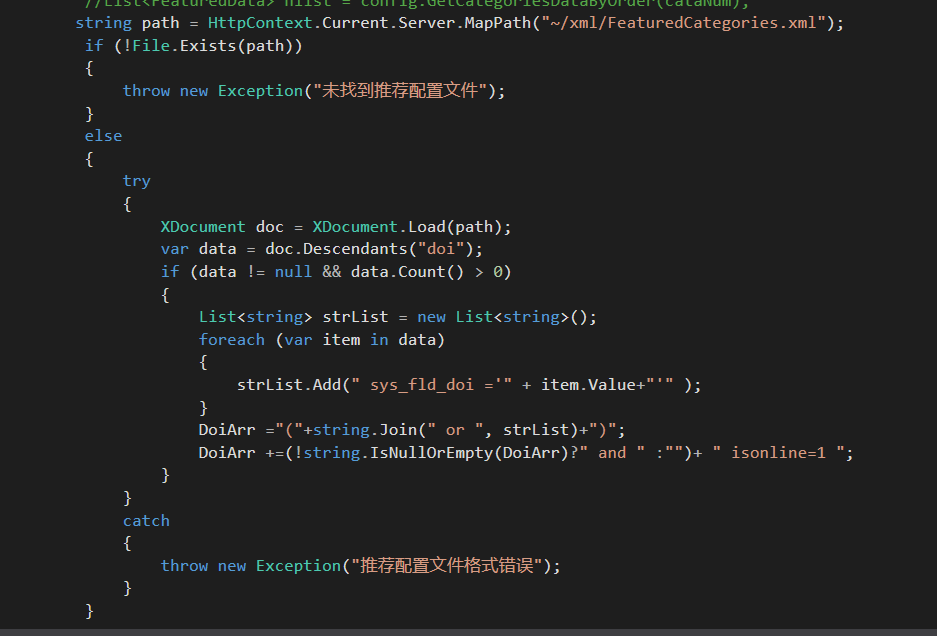 //List<FeaturedData> nlist = config.GetCategoriesDataByOrder(cataNum);
string path = HttpContext.Current.Server.MapPath("~/xml/FeaturedCategories.xml");
if (!File.Exists(path))
{
throw new Exception("未找到推荐配置文件");
}
else
{
try
{
XDocument doc = XDocument.Load(path);
var data = doc.Descendants("doi");
if (data != null && data.Count() > 0)
{
List<string> strList = new List<string>();
foreach (var item in data)
{
strList.Add(" sys_fld_doi ='" + item.Value+"'" );
}
DoiArr ="("+string.Join(" or ", strList)+")";
DoiArr +=(!string.IsNullOrEmpty(DoiArr)?" and " :"")+ " isonline=1 ";
}
}
catch
{
throw new Exception("推荐配置文件格式错误");
}
}